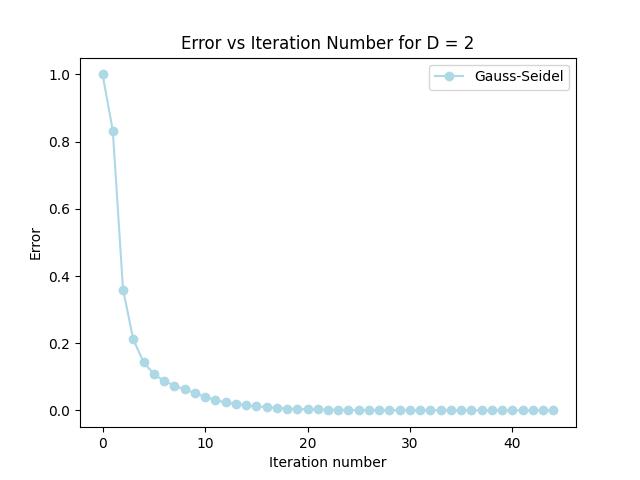 Error vs Iteration Number for D = 2
Gauss-Seidel
Error
1.0
0.8
0.6
0.4
0.2
0.0
0 10 20 30 40
Iteration number